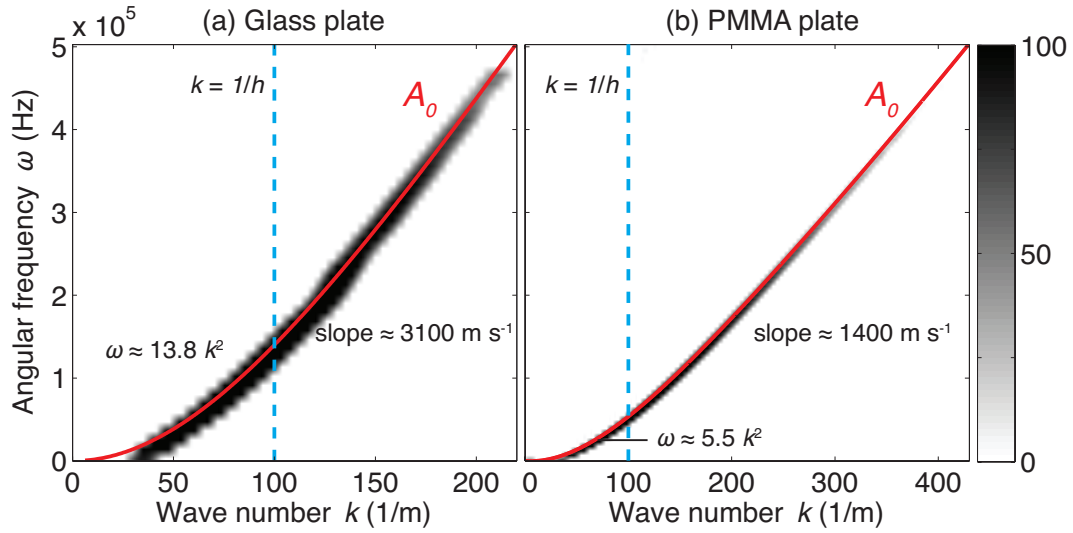 (a) Glass plate
(b) PMMA plate
x 10⁵
5
4
3
2
1
0
Angular frequency ω (Hz)
k = 1/h
A₀
ω ≈ 13.8 k²
slope ≈ 3100 m s⁻¹
0 50 100 150 200
Wave number k (1/m)
k = 1/h
A₀
slope ≈ 1400 m s⁻¹
ω ≈ 5.5 k²
0 100 200 300 400
Wave number k (1/m)
100
50
0